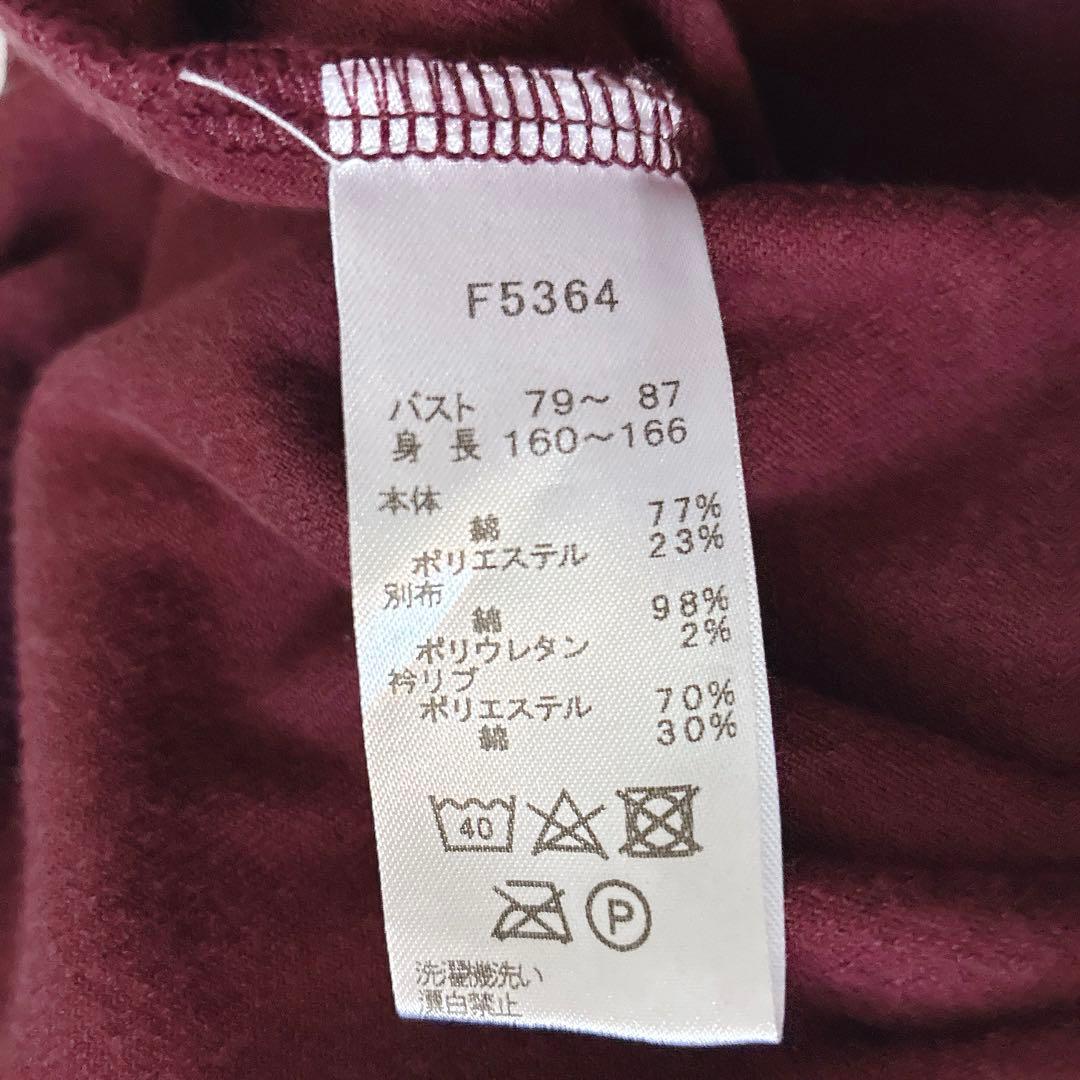 F5364
バスト 79～ 87
身 長 160～166
本体
綿 77%
ポリエステル 23%
別布
綿 98%
ポリウレタン 2%
衿リブ
ポリエステル 70%
綿 30%
40
P
洗濯機洗い
漂白禁止